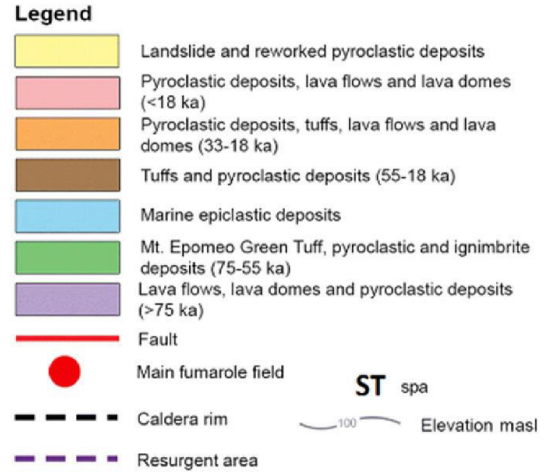 Legend
Landslide and reworked pyroclastic deposits
Pyroclastic deposits, lava flows and lava domes
(<18 ka)
Pyroclastic deposits, tuffs, lava flows and lava
domes (33-18 ka)
Tuffs and pyroclastic deposits (55-18 ka)
Marine epiclastic deposits
Mt. Epomeo Green Tuff, pyroclastic and ignimbrite
deposits (75-55 ka)
Lava flows, lava domes and pyroclastic deposits
(>75 ka)
Fault
Main fumarole field
ST spa
Caldera rim
100 Elevation masl
Resurgent area